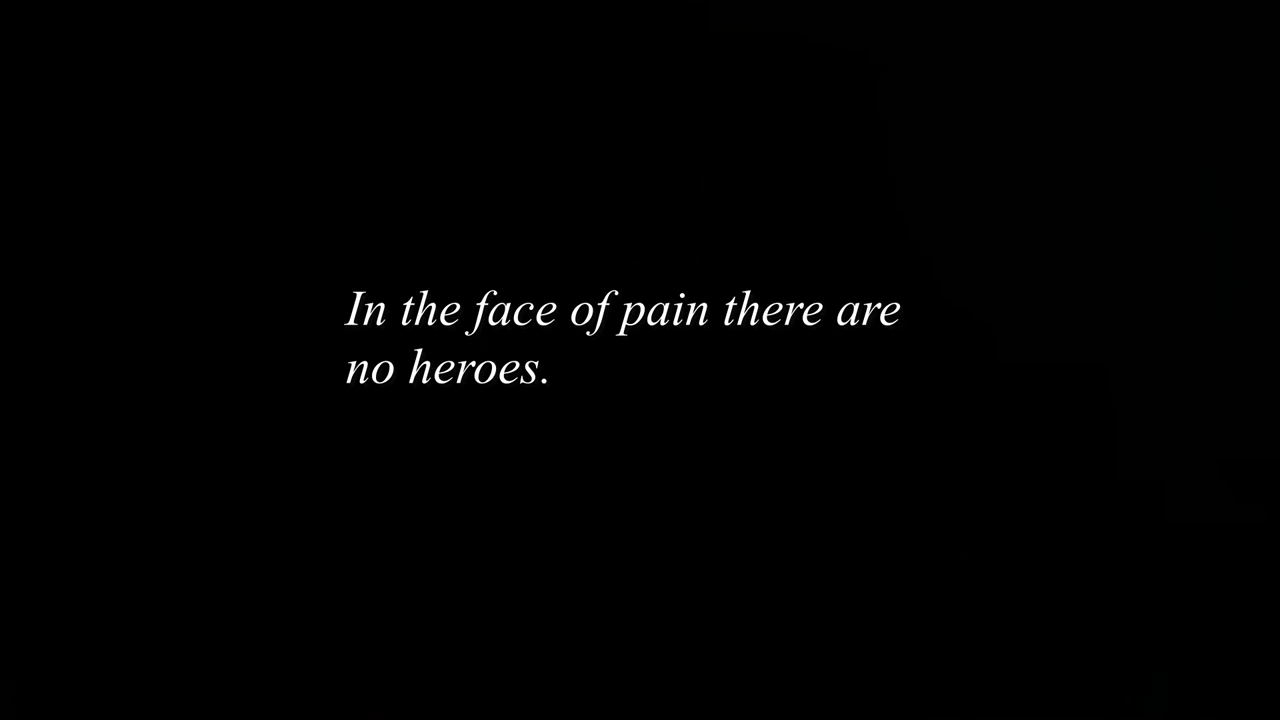 In the face of pain there are
no heroes.